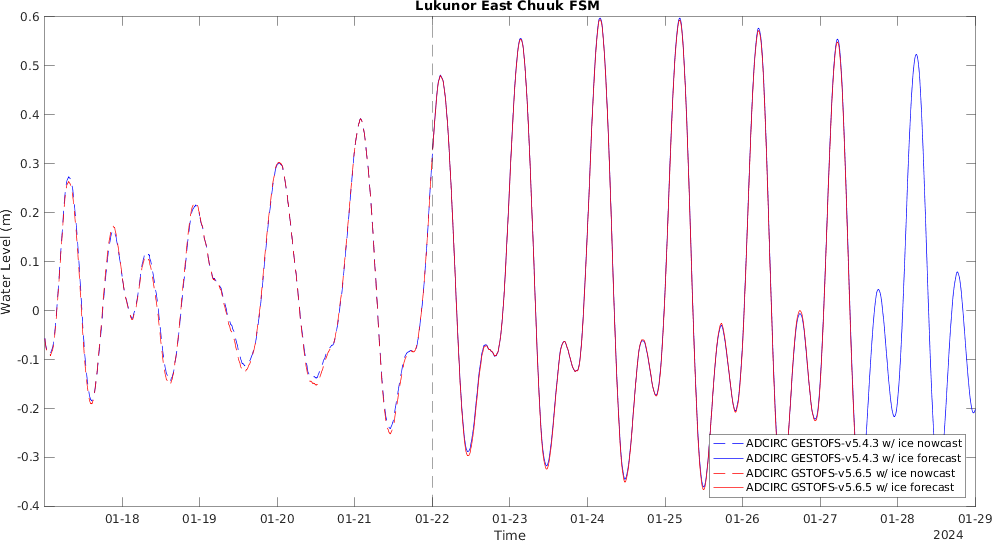 Lukunor East Chuuk FSM
0.6
0.5
0.4
0.3
0.2
0.1
0
-0.1
-0.2
-0.3
-0.4
Water Level (m)
01-18 01-19 01-20 01-21 01-22 01-23 01-24 01-25 01-26 01-27 01-28 01-29
Time
2024
ADCIRC GESTOFS-v5.4.3 w/ ice nowcast
ADCIRC GESTOFS-v5.4.3 w/ ice forecast
ADCIRC GSTOFS-v5.6.5 w/ ice nowcast
ADCIRC GSTOFS-v5.6.5 w/ ice forecast